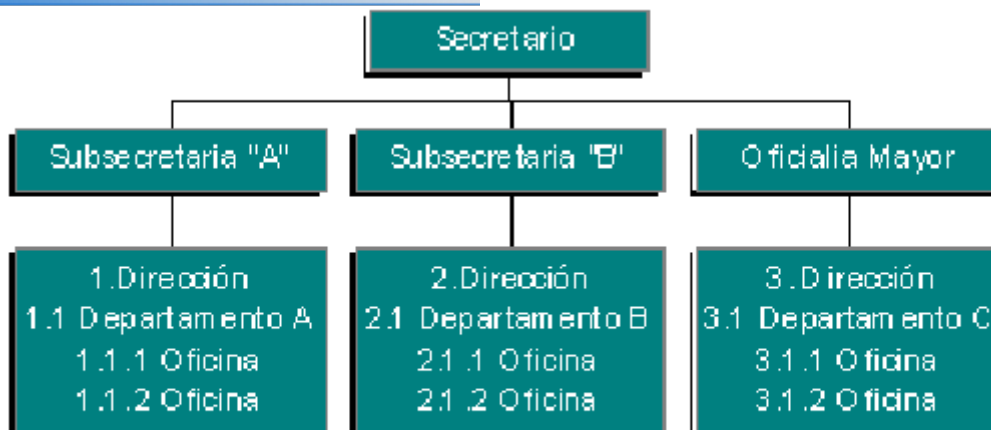 Secretario
Subsecretaria "A"
Subsecretaria "B"
Oficialia Mayor
1.Dirección
1.1 Departamento A
1.1.1 Oficina
1.1.2 Oficina
2.Dirección
2.1 Departamento B
2.1.1 Oficina
2.1.2 Oficina
3.Dirección
3.1 Departamento C
3.1.1 Oficina
3.1.2 Oficina